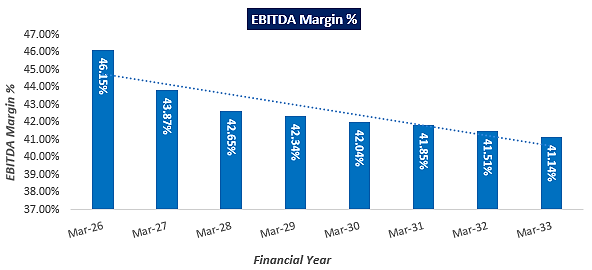 EBITDA Margin %
47.00%
46.00%
45.00%
44.00%
43.00%
42.00%
41.00%
40.00%
39.00%
38.00%
37.00%
EBITDA Margin %
46.15%
43.87%
42.65%
42.34%
42.04%
41.85%
41.51%
41.14%
Mar-26
Mar-27
Mar-28
Mar-29
Mar-30
Mar-31
Mar-32
Mar-33
Financial Year